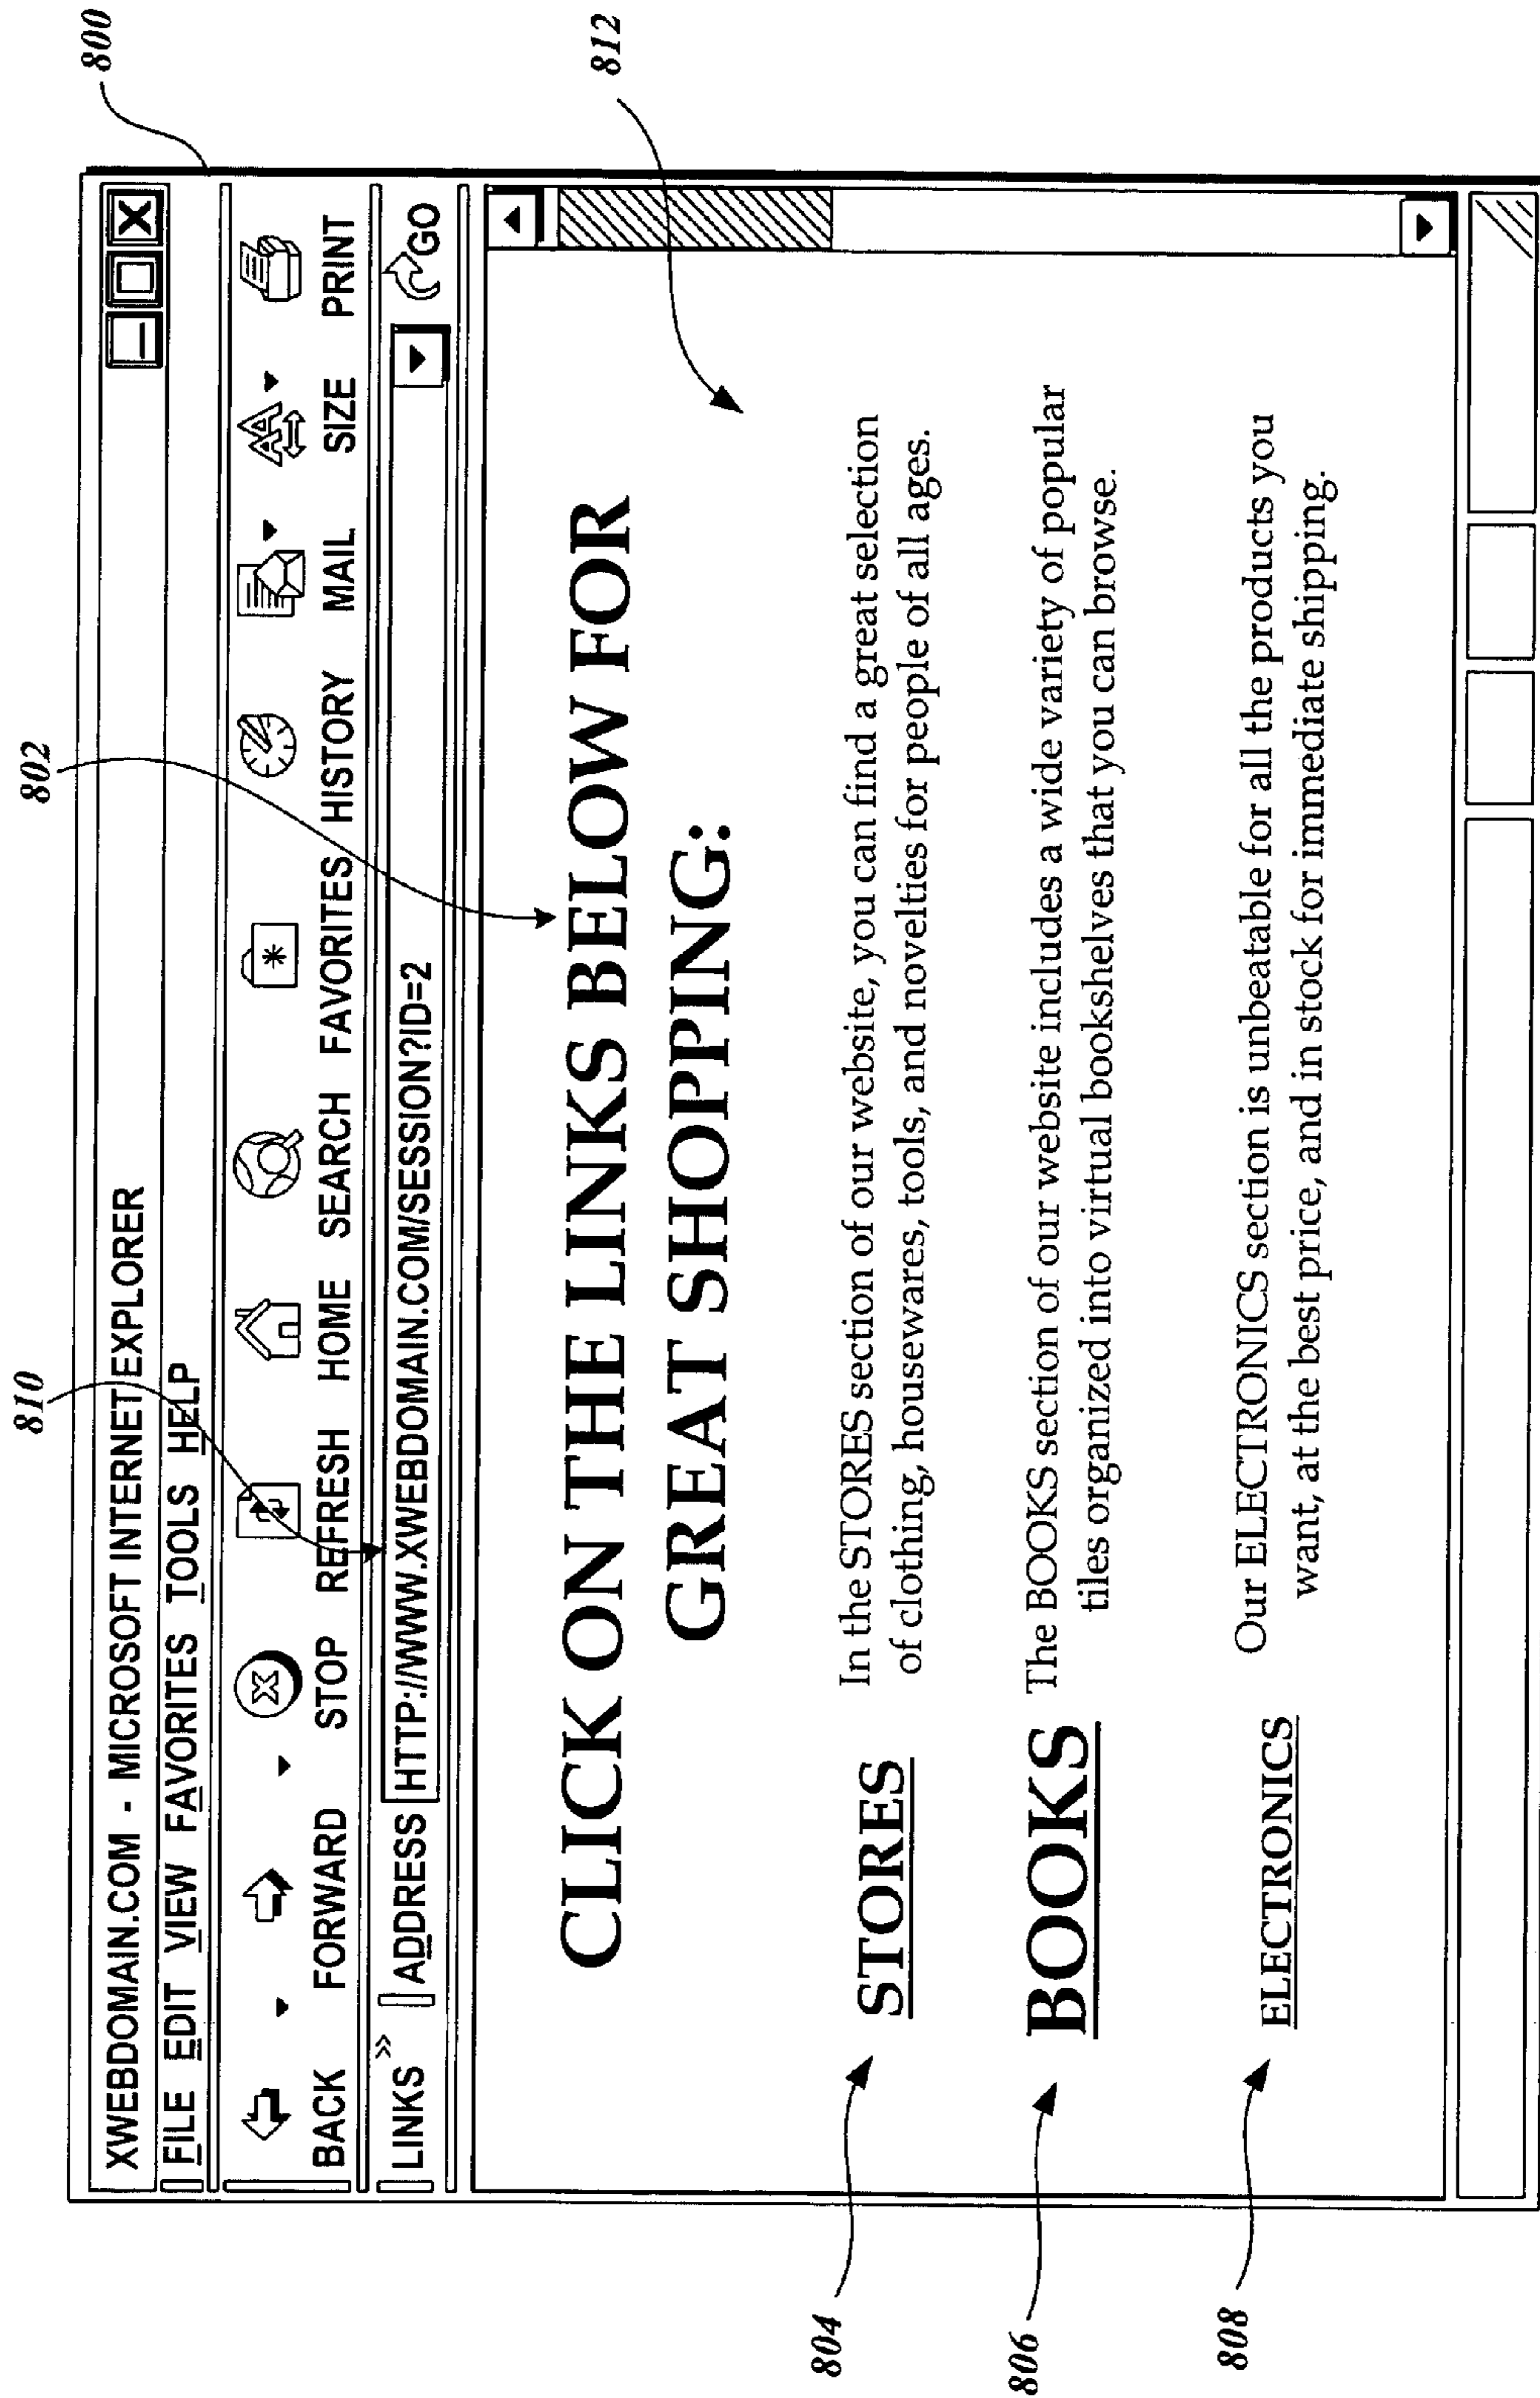 800
XWEBDOMAIN.COM - MICROSOFT INTERNET EXPLORER
FILE EDIT VIEW FAVORITES TOOLS HELP
BACK FORWARD STOP REFRESH HOME SEARCH FAVORITES HISTORY MAIL SIZE PRINT
LINKS » ADDRESS HTTP://WWW.XWEBDOMAIN.COM/SESSION?ID=2 GO
810
802
812
CLICK ON THE LINKS BELOW FOR
GREAT SHOPPING:
804
STORES
In the STORES section of our website, you can find a great selection
of clothing, housewares, tools, and novelties for people of all ages.
806
BOOKS
The BOOKS section of our website includes a wide variety of popular
tiles organized into virtual bookshelves that you can browse.
808
ELECTRONICS
Our ELECTRONICS section is unbeatable for all the products you
want, at the best price, and in stock for immediate shipping.